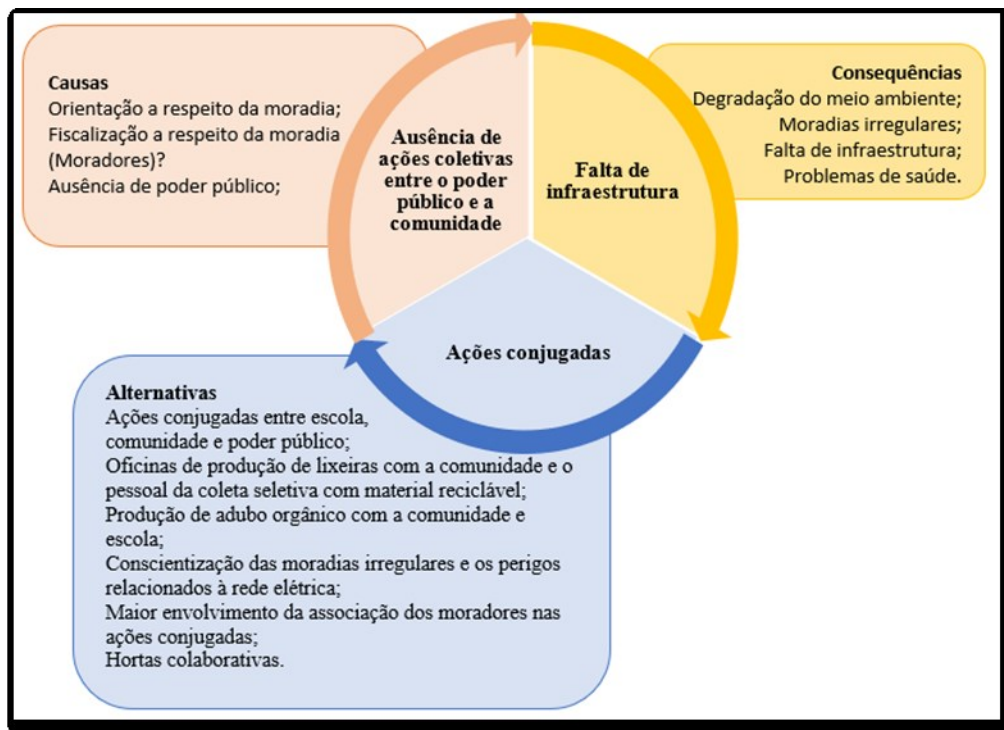 Causas
Orientação a respeito da moradia;
Fiscalização a respeito da moradia
(Moradores)?
Ausência de poder público;
Ausência de
ações coletivas
entre o poder
público e a
comunidade
Falta de
infraestrutura
Consequências
Degradação do meio ambiente;
Moradias irregulares;
Falta de infraestrutura;
Problemas de saúde.
Ações conjugadas
Alternativas
Ações conjugadas entre escola,
comunidade e poder público;
Oficinas de produção de lixeiras com a comunidade e o
pessoal da coleta seletiva com material reciclável;
Produção de adubo orgânico com a comunidade e
escola;
Conscientização das moradias irregulares e os perigos
relacionados à rede elétrica;
Maior envolvimento da associação dos moradores nas
ações conjugadas;
Hortas colaborativas.